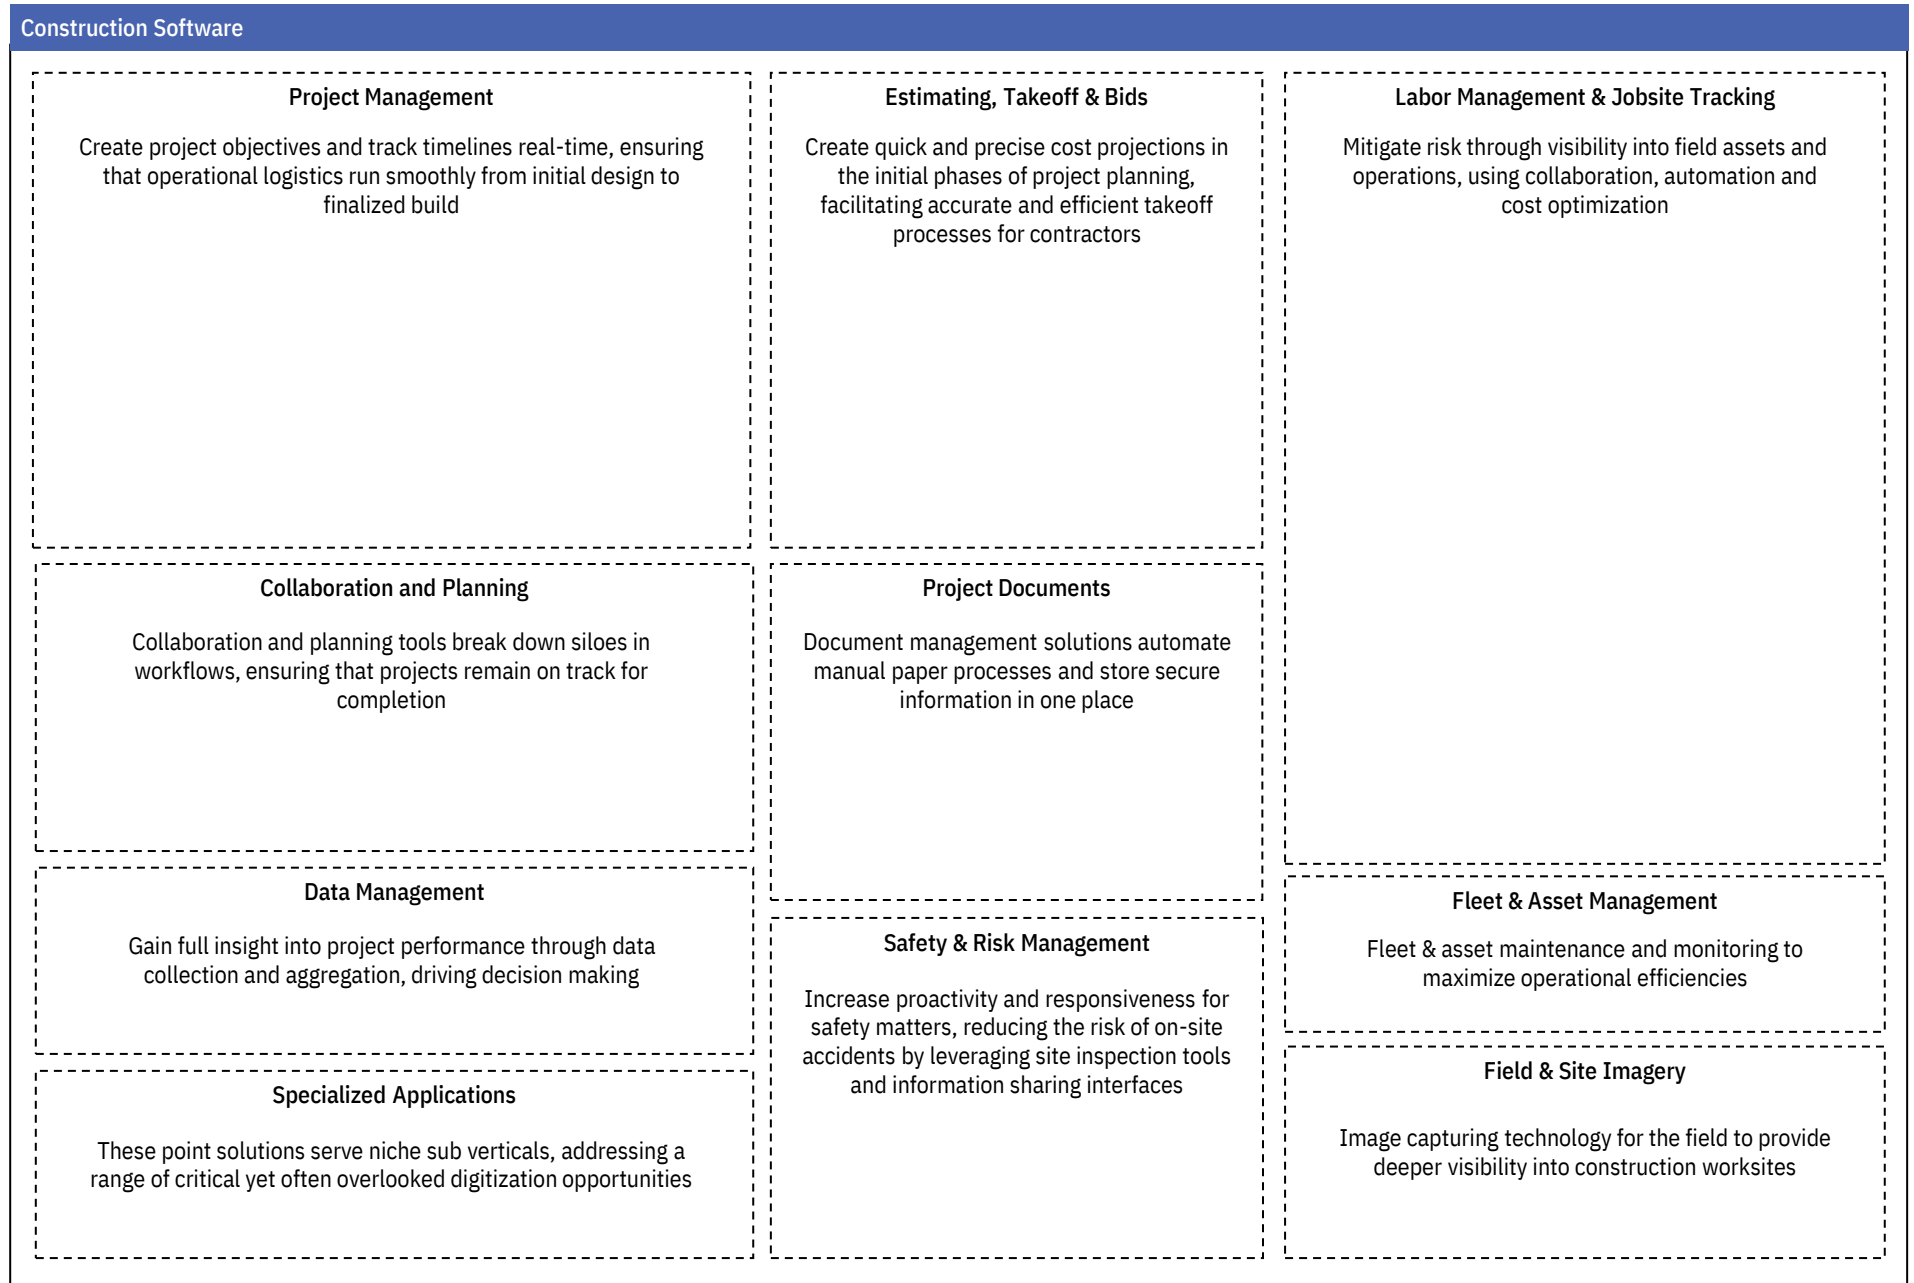 Construction Software
Project Management
Create project objectives and track timelines real-time, ensuring
that operational logistics run smoothly from initial design to
finalized build
Estimating, Takeoff & Bids
Create quick and precise cost projections in
the initial phases of project planning,
facilitating accurate and efficient takeoff
processes for contractors
Labor Management & Jobsite Tracking
Mitigate risk through visibility into field assets and
operations, using collaboration, automation and
cost optimization
Collaboration and Planning
Collaboration and planning tools break down siloes in
workflows, ensuring that projects remain on track for
completion
Project Documents
Document management solutions automate
manual paper processes and store secure
information in one place
Data Management
Gain full insight into project performance through data
collection and aggregation, driving decision making
Safety & Risk Management
Increase proactivity and responsiveness for
safety matters, reducing the risk of on-site
accidents by leveraging site inspection tools
and information sharing interfaces
Fleet & Asset Management
Fleet & asset maintenance and monitoring to
maximize operational efficiencies
Specialized Applications
These point solutions serve niche sub verticals, addressing a
range of critical yet often overlooked digitization opportunities
Field & Site Imagery
Image capturing technology for the field to provide
deeper visibility into construction worksites